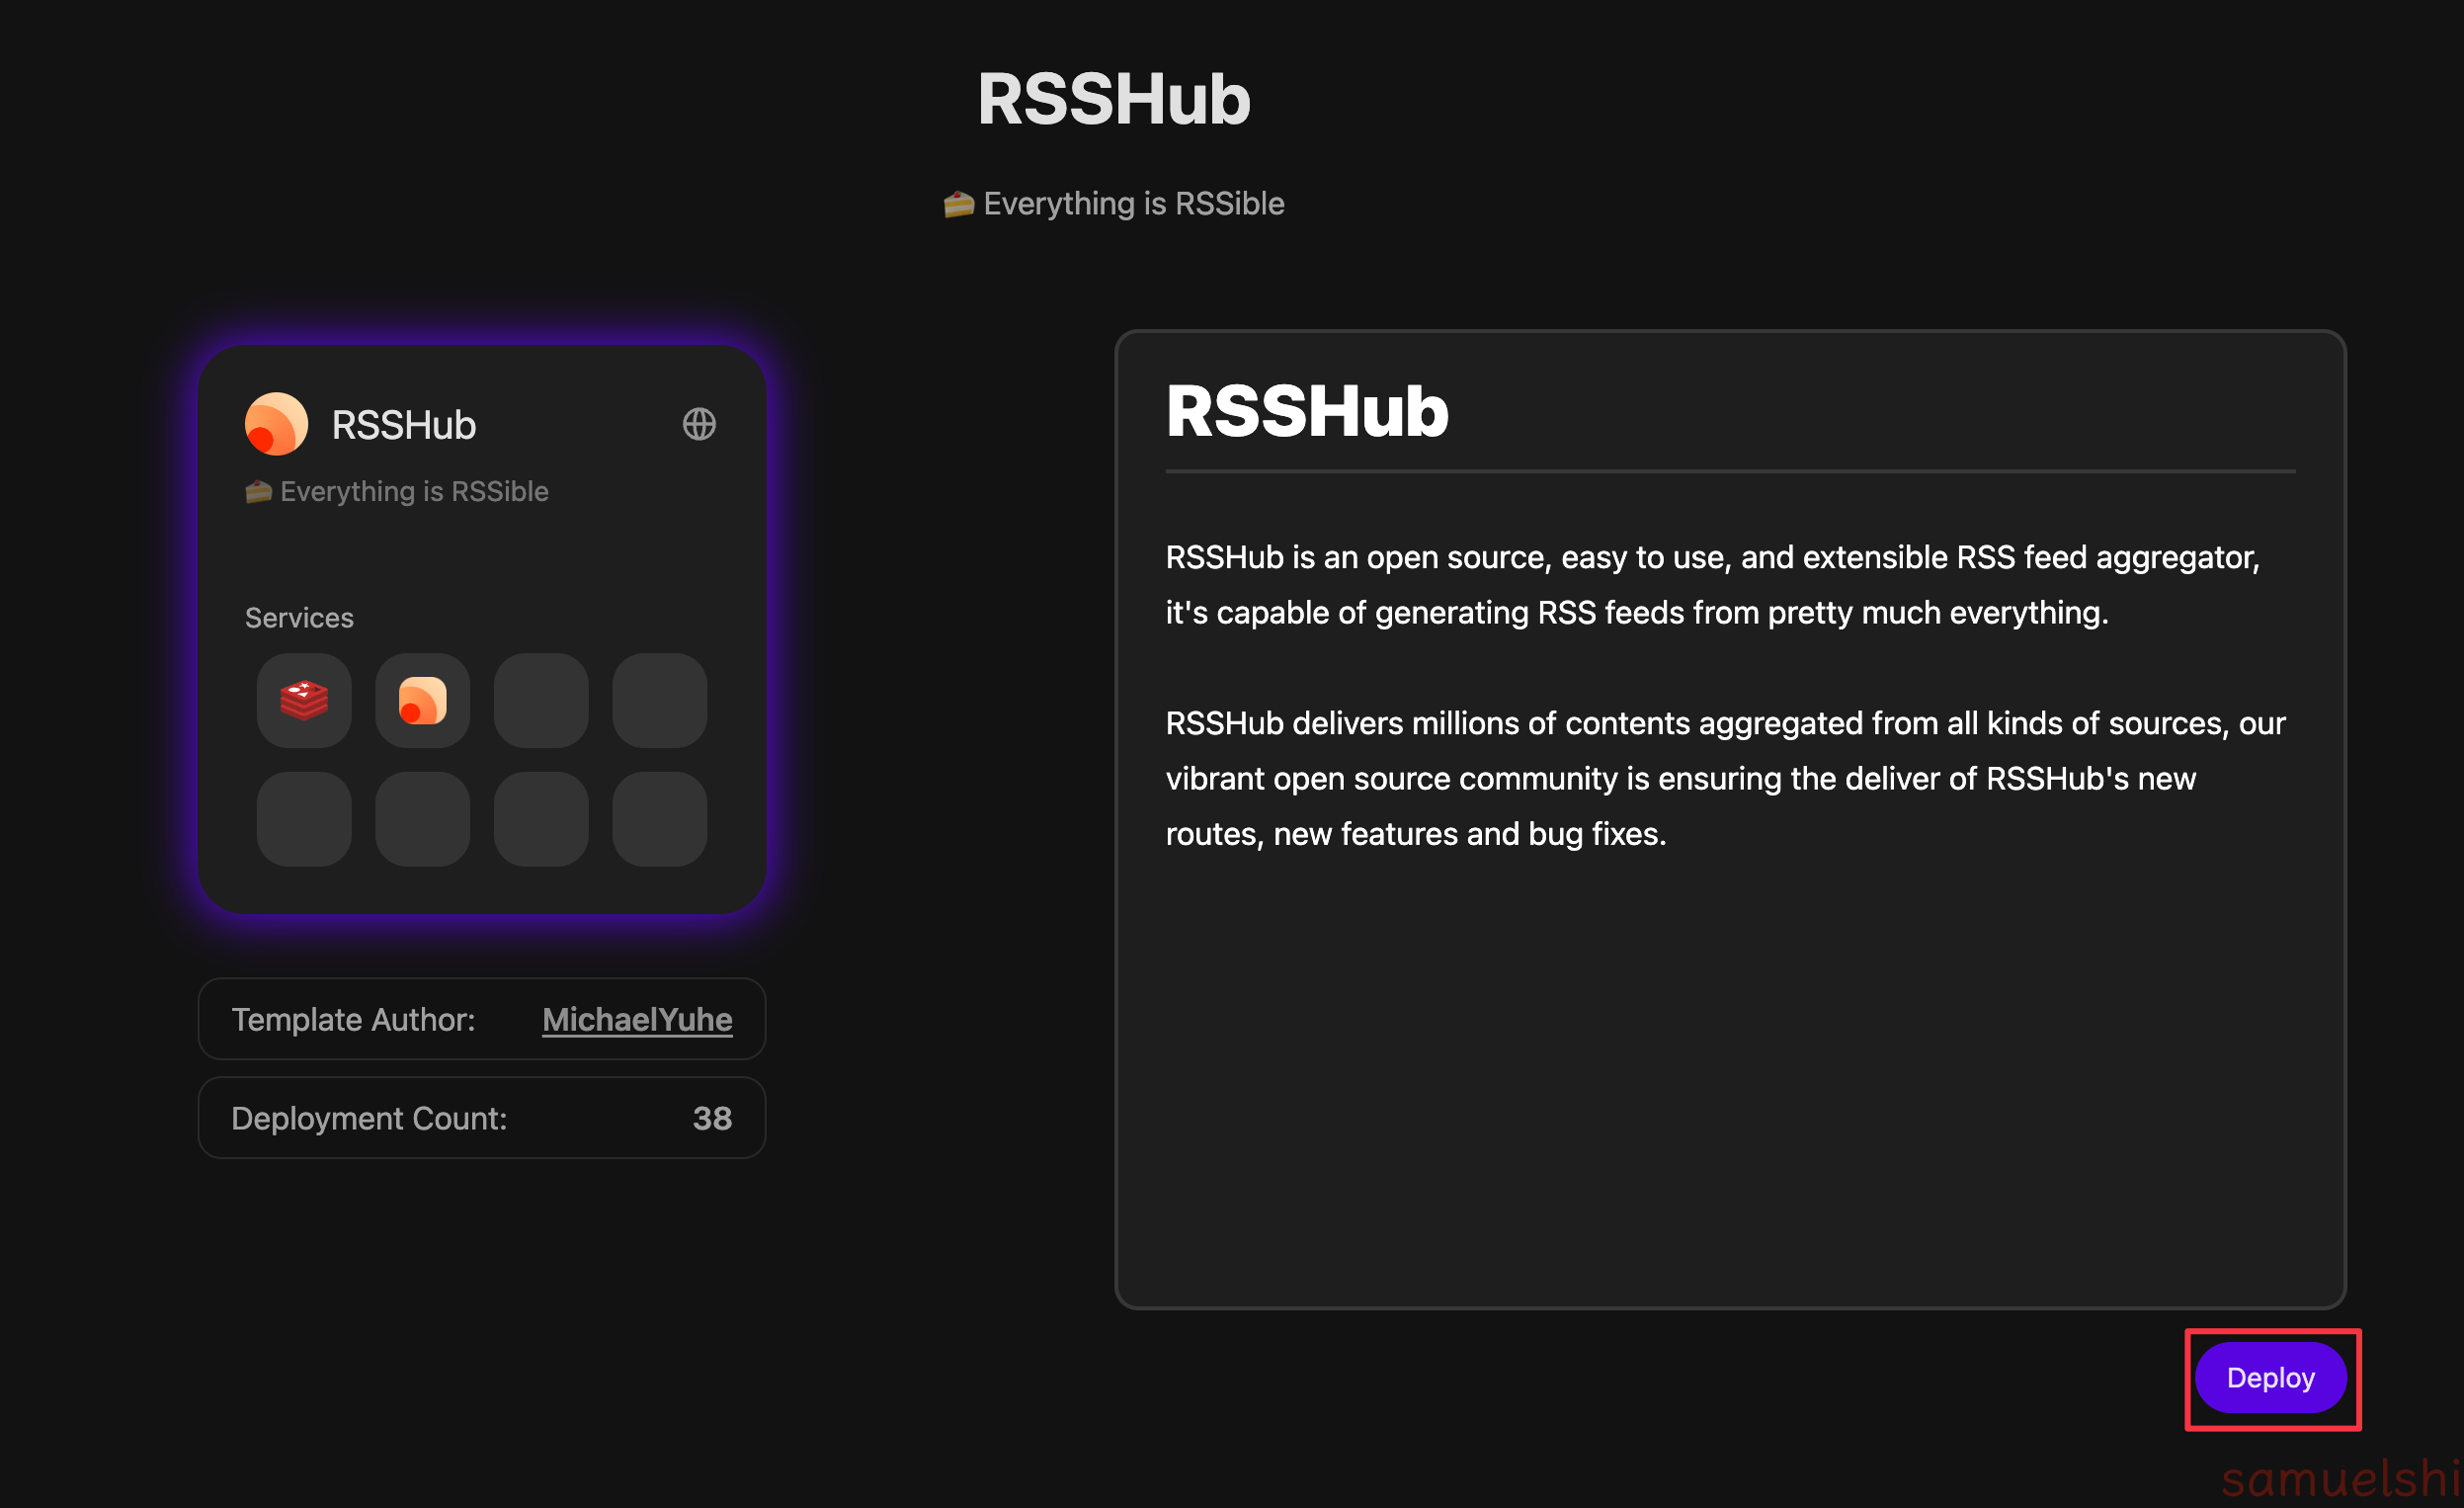 RSSHub
🍰 Everything is RSSible
RSSHub
🍰 Everything is RSSible
Services
Template Author: MichaelYuhe
Deployment Count: 38
RSSHub
RSSHub is an open source, easy to use, and extensible RSS feed aggregator,
it's capable of generating RSS feeds from pretty much everything.
RSSHub delivers millions of contents aggregated from all kinds of sources, our
vibrant open source community is ensuring the deliver of RSSHub's new
routes, new features and bug fixes.
Deploy
samuelshi